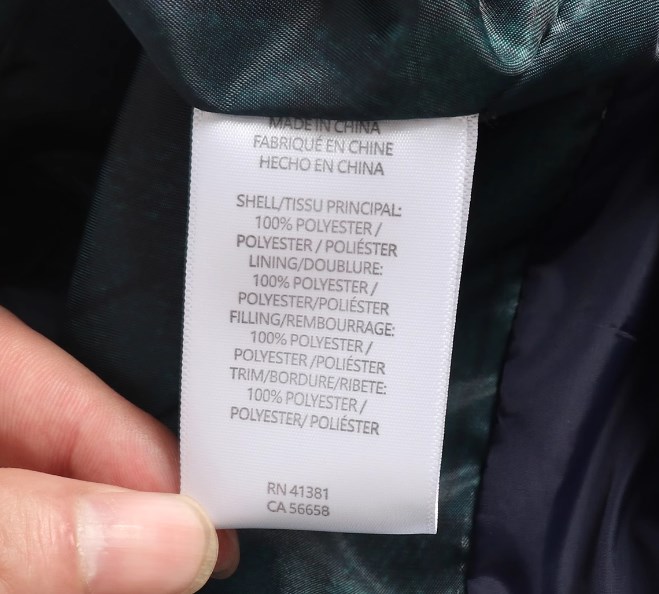 MADE IN CHINA
FABRIQUÉ EN CHINE
HECHO EN CHINA
SHELL/TISSU PRINCIPAL:
100% POLYESTER /
POLYESTER / POLIÉSTER
LINING/DOUBLURE:
100% POLYESTER /
POLYESTER/POLIÉSTER
FILLING/REMBOURRAGE:
100% POLYESTER /
POLYESTER /POLIÉSTER
TRIM/BORDURE/RIBETE:
100% POLYESTER /
POLYESTER/ POLIÉSTER
RN 41381
CA 56658